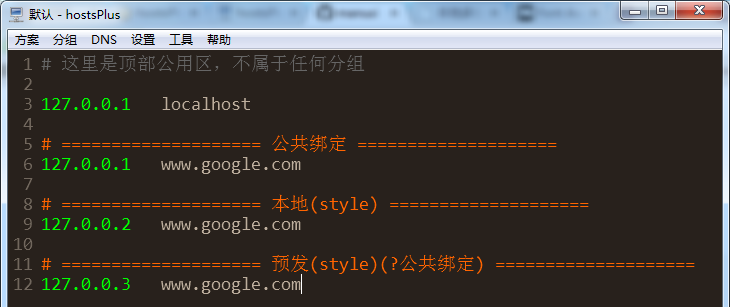 默认 - hostsPlus
方案 分组 DNS 设置 工具 帮助
1 # 这里是顶部公用区，不属于任何分组
2
3 127.0.0.1 localhost
4
5 # ==================== 公共绑定 ====================
6 127.0.0.1 www.google.com
7
8 # ==================== 本地(style) ====================
9 127.0.0.2 www.google.com
10
11 # ==================== 预发(style)(?公共绑定) ====================
12 127.0.0.3 www.google.com